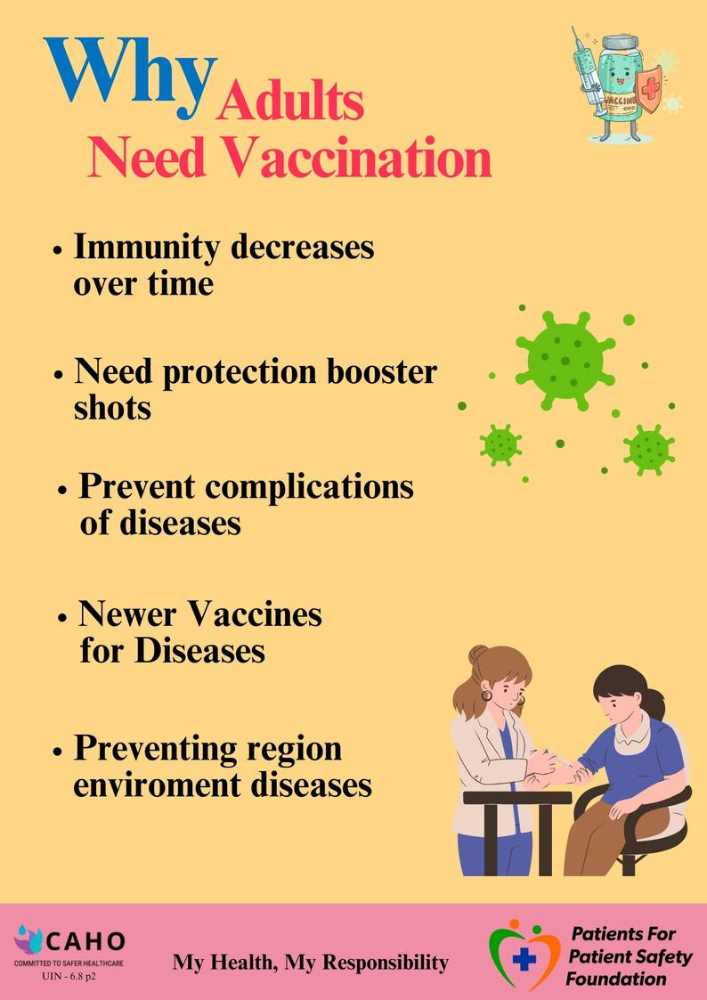 Why Adults
Need Vaccination
VACCINE
• Immunity decreases
over time
• Need protection booster
shots
• Prevent complications
of diseases
• Newer Vaccines
for Diseases
• Preventing region
enviroment diseases
CAHO
COMMITTED TO SAFER HEALTHCARE
UIN - 6.8 p2
My Health, My Responsibility
Patients For
Patient Safety
Foundation